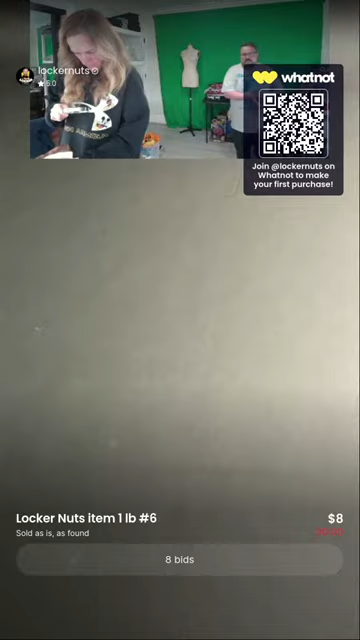 lockernuts
★5.0
whatnot
Join @lockernuts on
Whatnot to make
your first purchase!
Locker Nuts item 1 lb #6
$8
Sold as is, as found
8 bids